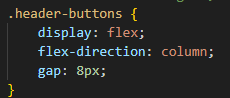 .header-buttons {
    display: flex;
    flex-direction: column;
    gap: 8px;
}